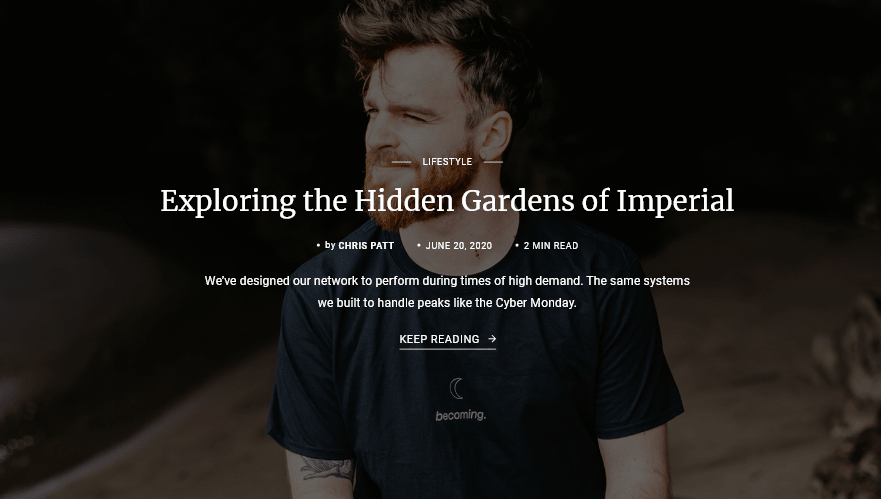 LIFESTYLE
Exploring the Hidden Gardens of Imperial
• by CHRIS PATT • JUNE 20, 2020 • 2 MIN READ
We've designed our network to perform during times of high demand. The same systems
we built to handle peaks like the Cyber Monday.
KEEP READING →
becoming.